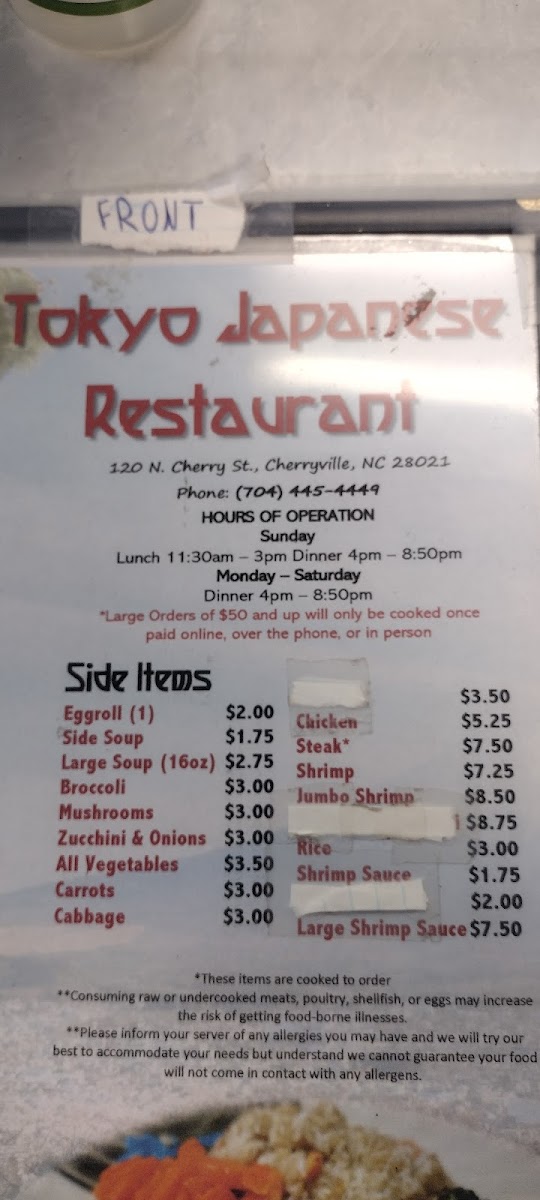 FRONT
Tokyo Japanese
Restaurant
120 N. Cherry St., Cherryville, NC 28021
Phone: (704) 445-4449
HOURS OF OPERATION
Sunday
Lunch 11:30am – 3pm Dinner 4pm – 8:50pm
Monday – Saturday
Dinner 4pm – 8:50pm
*Large Orders of $50 and up will only be cooked once
paid online, over the phone, or in person
Side Items
Eggroll (1) $2.00
Side Soup $1.75
Large Soup (16oz) $2.75
Broccoli $3.00
Mushrooms $3.00
Zucchini & Onions $3.00
All Vegetables $3.50
Carrots $3.00
Cabbage $3.00
$3.50
Chicken $5.25
Steak* $7.50
Shrimp $7.25
Jumbo Shrimp $8.50
i $8.75
Rice $3.00
Shrimp Sauce $1.75
$2.00
Large Shrimp Sauce $7.50
*These items are cooked to order
**Consuming raw or undercooked meats, poultry, shellfish, or eggs may increase
the risk of getting food-borne illnesses.
**Please inform your server of any allergies you may have and we will try our
best to accommodate your needs but understand we cannot guarantee your food
will not come in contact with any allergens.